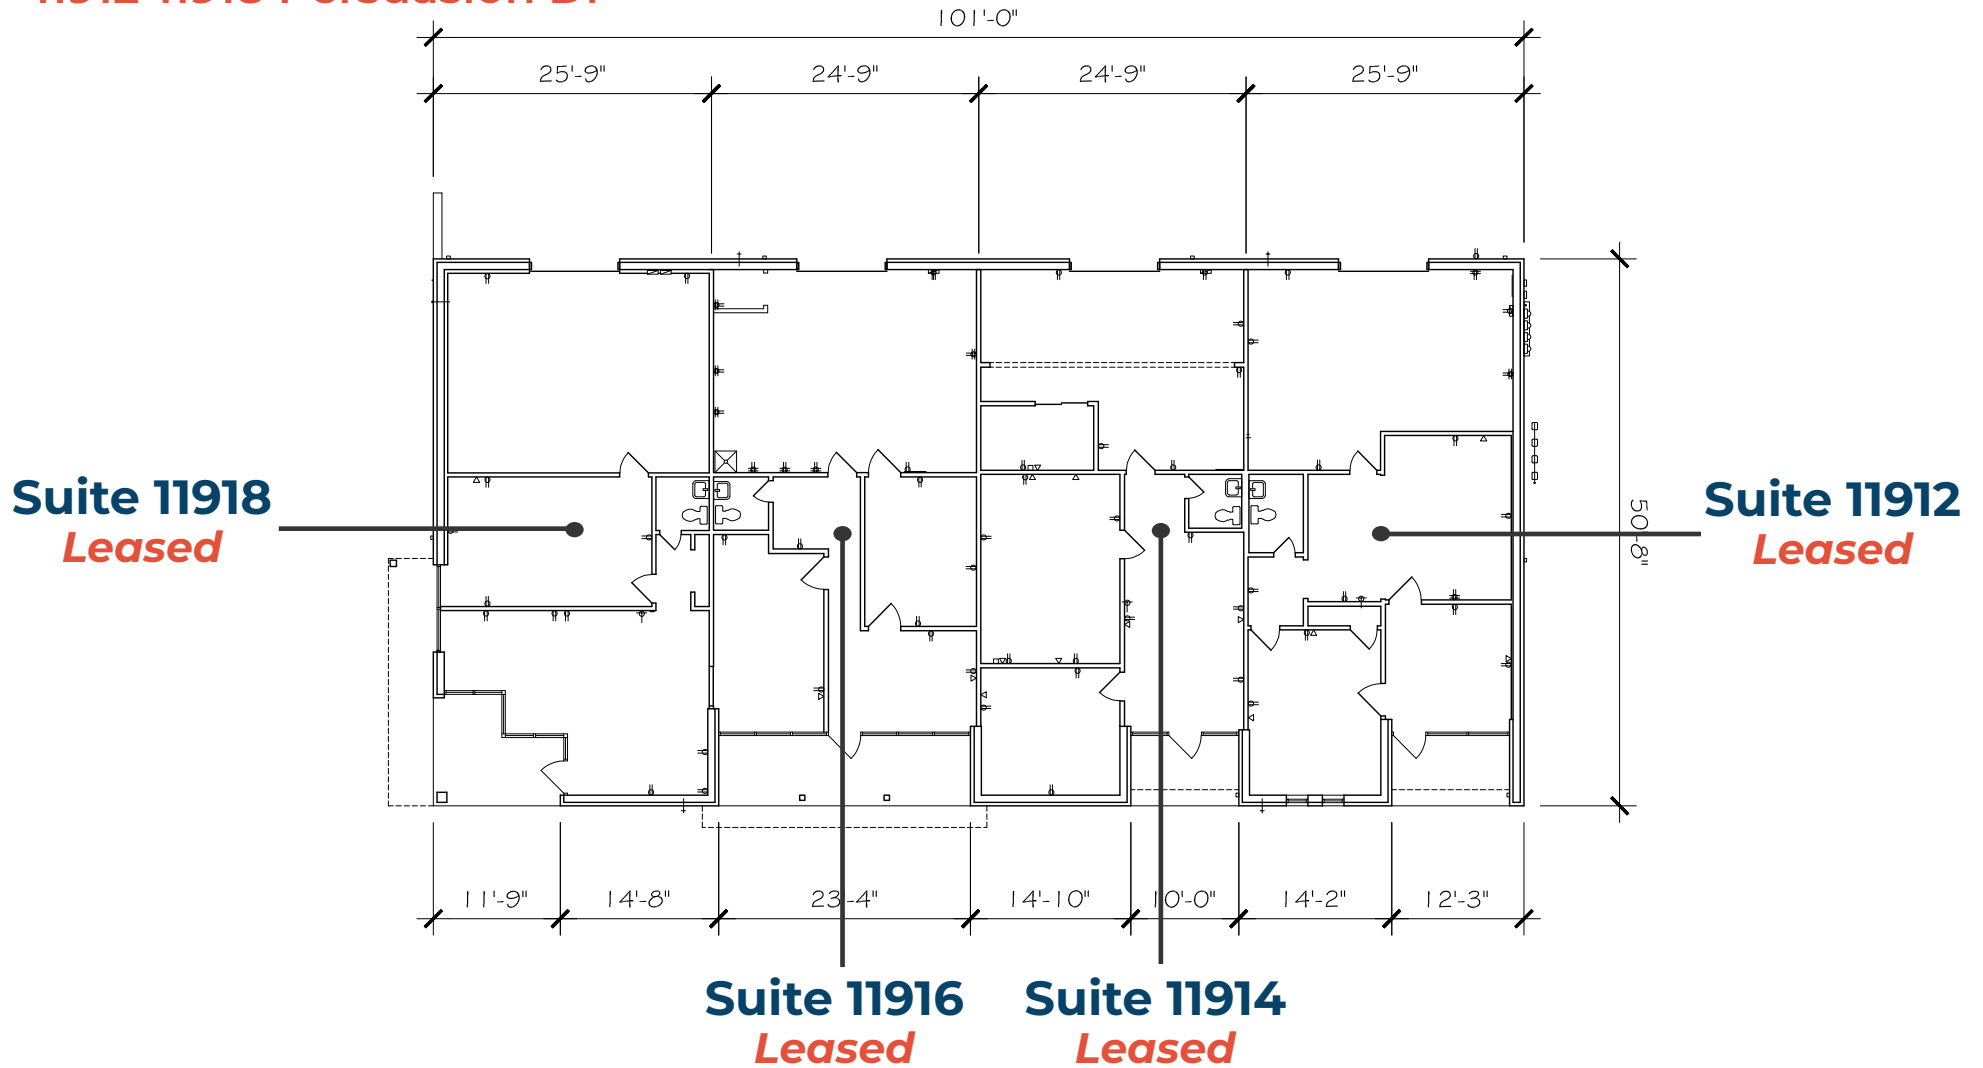 101'-0"
25'-9" 24'-9" 24'-9" 25'-9"
Suite 11918
Leased
Suite 11912
Leased
50'-8"
11'-9" 14'-8" 23'-4" 14'-10" 10'-0" 14'-2" 12'-3"
Suite 11916
Leased
Suite 11914
Leased